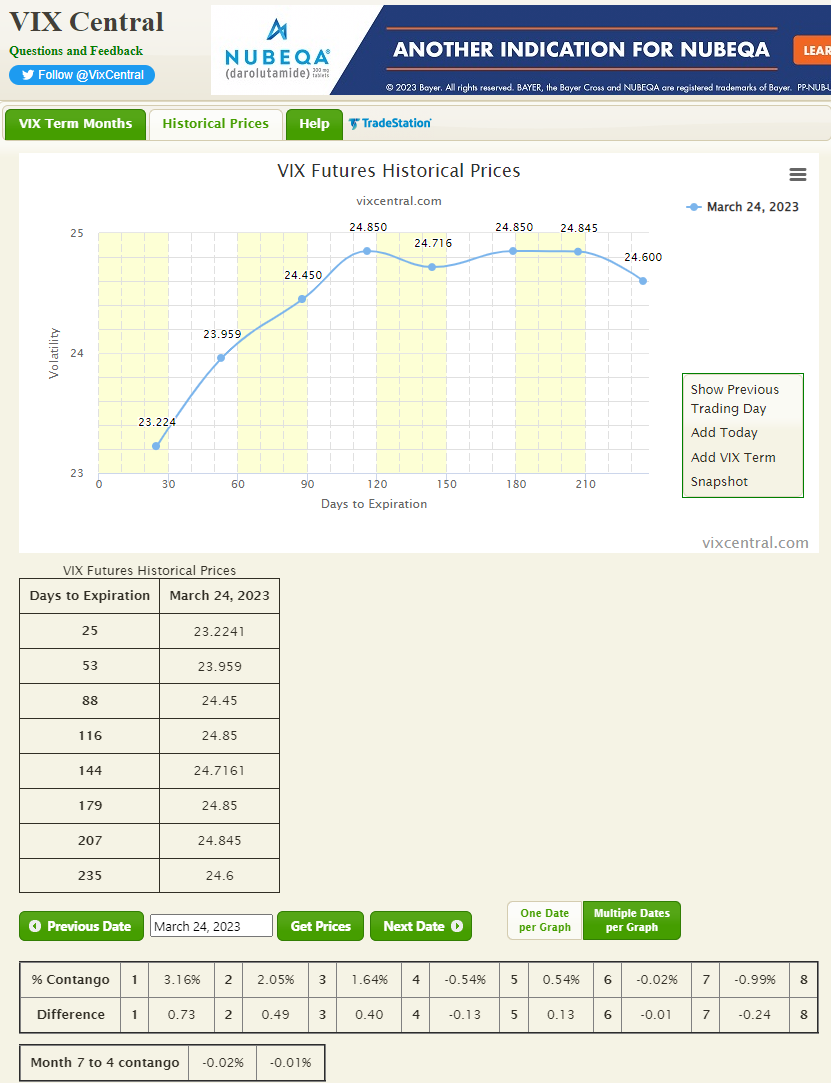 VIX Central
Questions and Feedback
Follow @VixCentral
NUBEQA®
(darolutamide) 300 mg tablets
ANOTHER INDICATION FOR NUBEQA
LEAR
© 2023 Bayer. All rights reserved. BAYER, the Bayer Cross and NUBEQA are registered trademarks of Bayer. PP-NUB-U
VIX Term Months
Historical Prices
Help
TradeStation
VIX Futures Historical Prices
vixcentral.com
March 24, 2023
25
24
23
Volatility
23.224
23.959
24.450
24.850
24.716
24.850
24.845
24.600
0 30 60 90 120 150 180 210
Days to Expiration
Show Previous
Trading Day
Add Today
Add VIX Term
Snapshot
vixcentral.com
VIX Futures Historical Prices
Days to Expiration March 24, 2023
25 23.2241
53 23.959
88 24.45
116 24.85
144 24.7161
179 24.85
207 24.845
235 24.6
Previous Date
March 24, 2023
Get Prices
Next Date
One Date
per Graph
Multiple Dates
per Graph
% Contango 1 3.16% 2 2.05% 3 1.64% 4 -0.54% 5 0.54% 6 -0.02% 7 -0.99% 8
Difference 1 0.73 2 0.49 3 0.40 4 -0.13 5 0.13 6 -0.01 7 -0.24 8
Month 7 to 4 contango -0.02% -0.01%